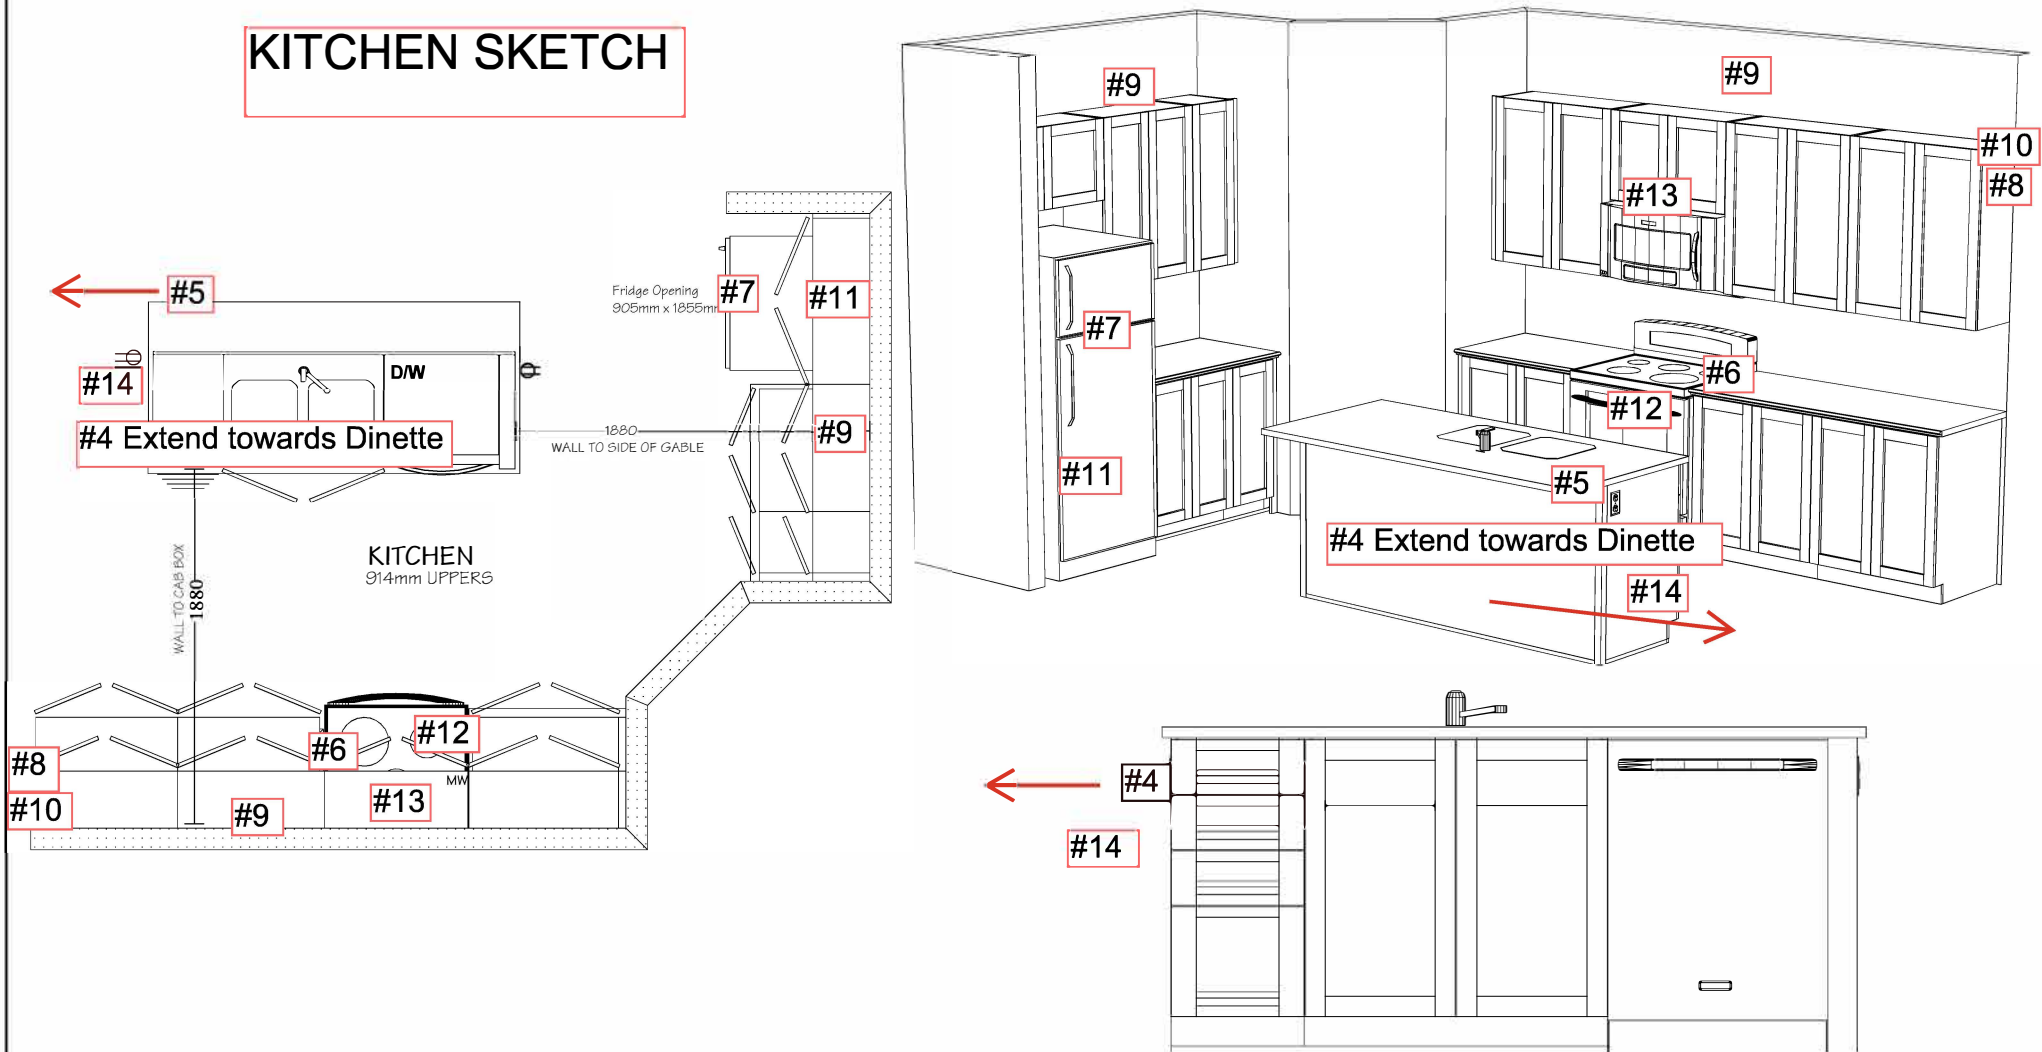 KITCHEN SKETCH
#5
#14
D/W
#4 Extend towards Dinette
Fridge Opening
905mm x 1855mm
#7
#11
1880
WALL TO SIDE OF GABLE
#9
WALL TO CAB BOX
1880
KITCHEN
914mm UPPERS
#8
#10
#6
#12
#9
#13
MW
#9
#9
#10
#8
#13
#7
#6
#12
#11
#5
#4 Extend towards Dinette
#14
#4
#14